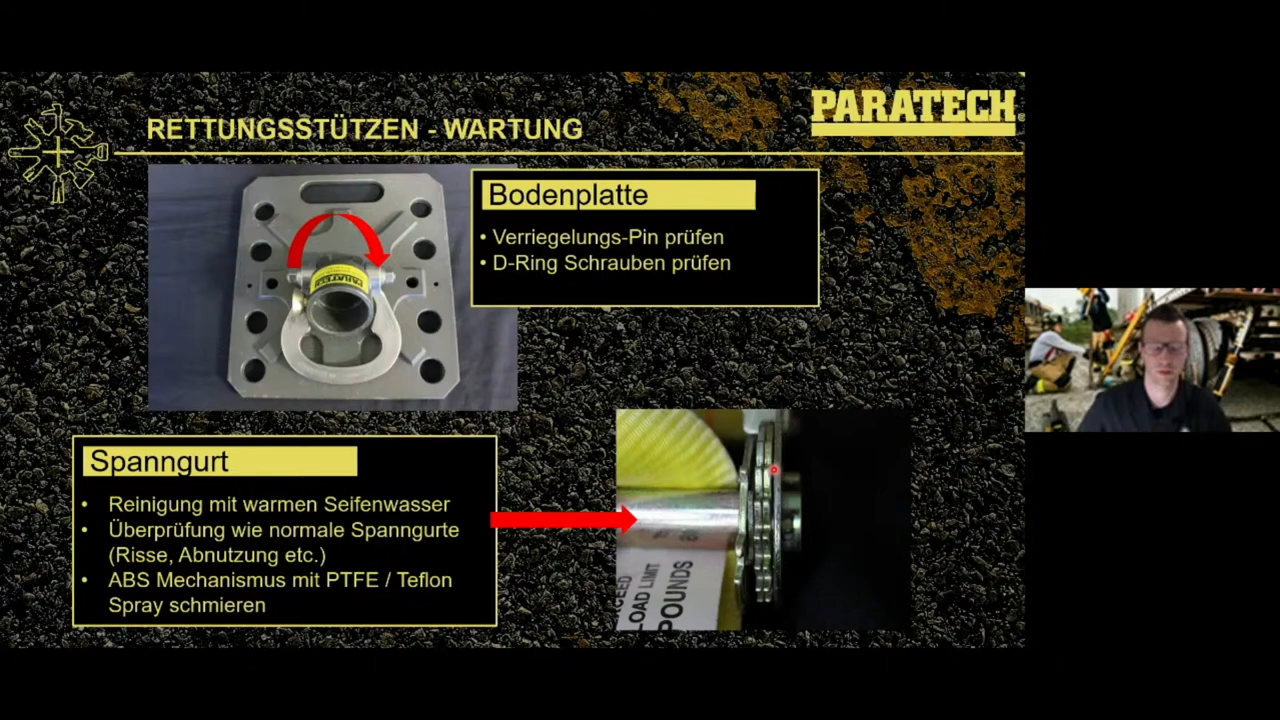 PARATECH
RETTUNGSSTÜTZEN - WARTUNG
Bodenplatte
• Verriegelungs-Pin prüfen
• D-Ring Schrauben prüfen
PARATECH
Spanngurt
• Reinigung mit warmen Seifenwasser
• Überprüfung wie normale Spanngurte
(Risse, Abnutzung etc.)
• ABS Mechanismus mit PTFE / Teflon
Spray schmieren
LOAD LIMIT
POUNDS